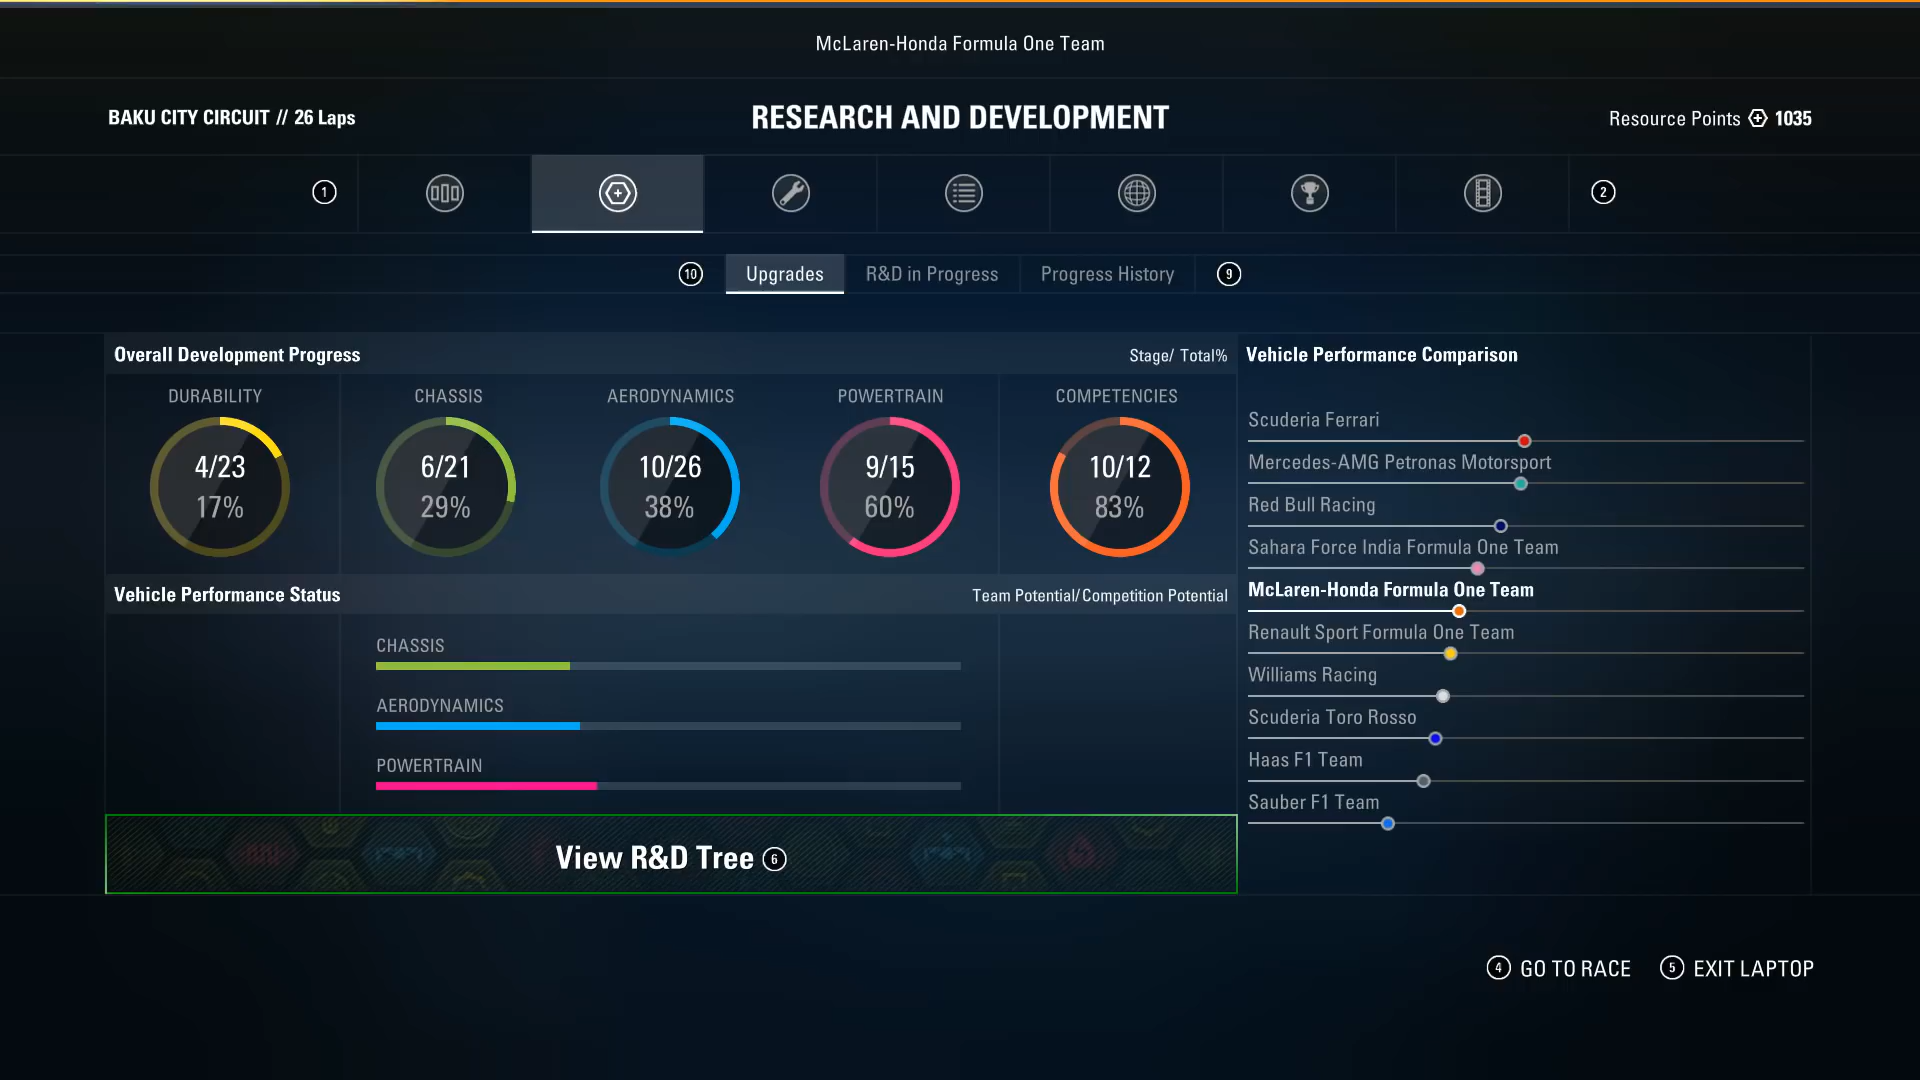 McLaren-Honda Formula One Team
BAKU CITY CIRCUIT // 26 Laps
RESEARCH AND DEVELOPMENT
Resource Points 1035
1
2
10 Upgrades R&D in Progress Progress History 9
Overall Development Progress
Stage/ Total%
DURABILITY
4/23
17%
CHASSIS
6/21
29%
AERODYNAMICS
10/26
38%
POWERTRAIN
9/15
60%
COMPETENCIES
10/12
83%
Vehicle Performance Status
Team Potential/Competition Potential
CHASSIS
AERODYNAMICS
POWERTRAIN
View R&D Tree 6
Vehicle Performance Comparison
Scuderia Ferrari
Mercedes-AMG Petronas Motorsport
Red Bull Racing
Sahara Force India Formula One Team
McLaren-Honda Formula One Team
Renault Sport Formula One Team
Williams Racing
Scuderia Toro Rosso
Haas F1 Team
Sauber F1 Team
4 GO TO RACE
5 EXIT LAPTOP